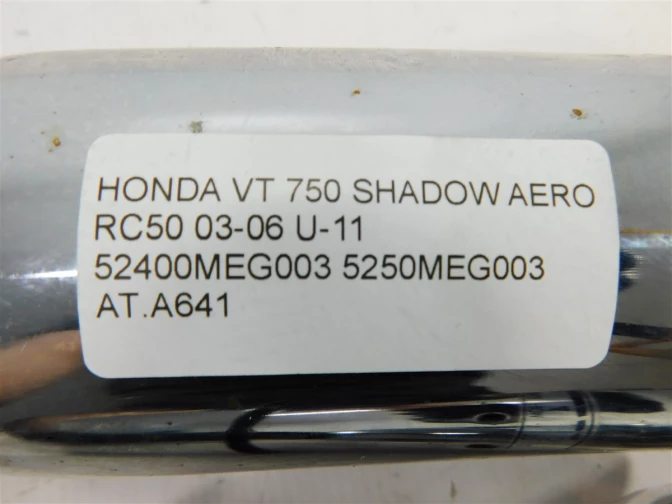 HONDA VT 750 SHADOW AERO
RC50 03-06 U-11
52400MEG003 5250MEG003
AT.A641